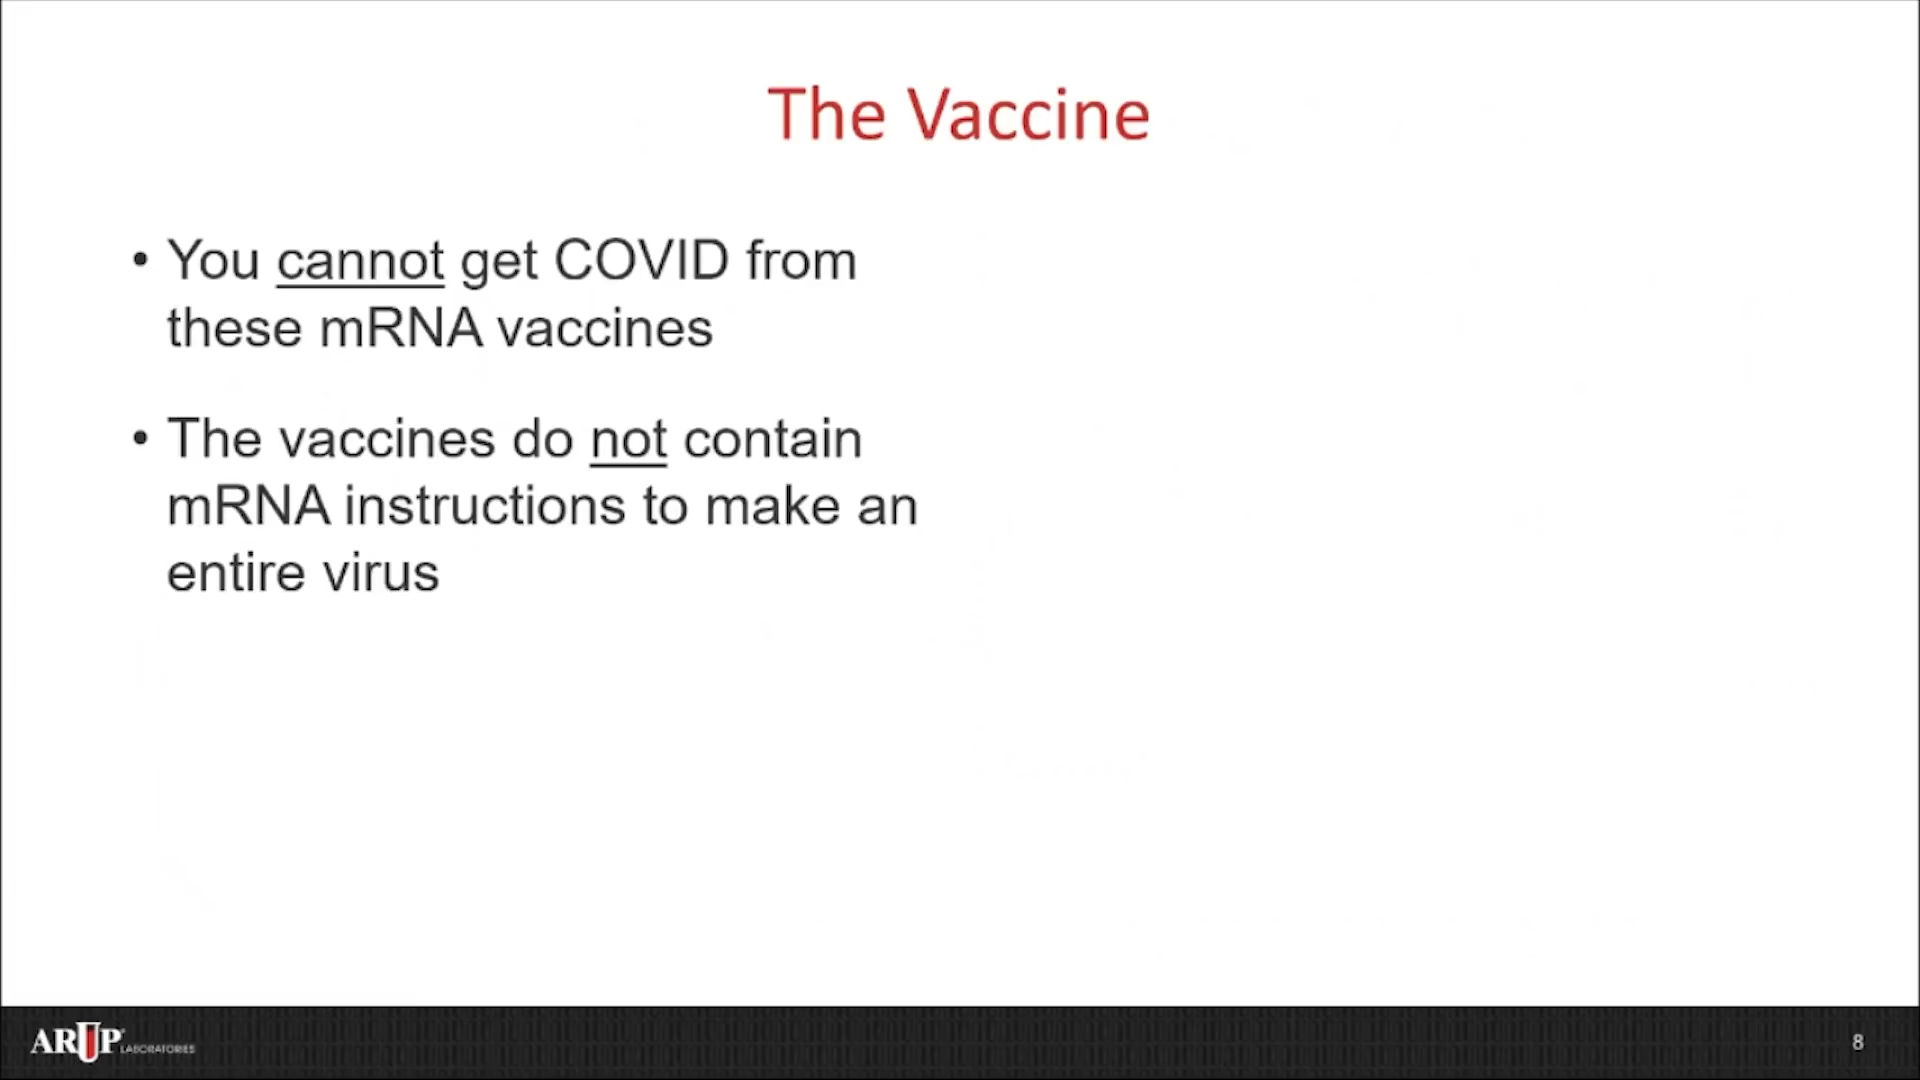 The Vaccine
• You cannot get COVID from
these mRNA vaccines
• The vaccines do not contain
mRNA instructions to make an
entire virus
ARUP LABORATORIES
8